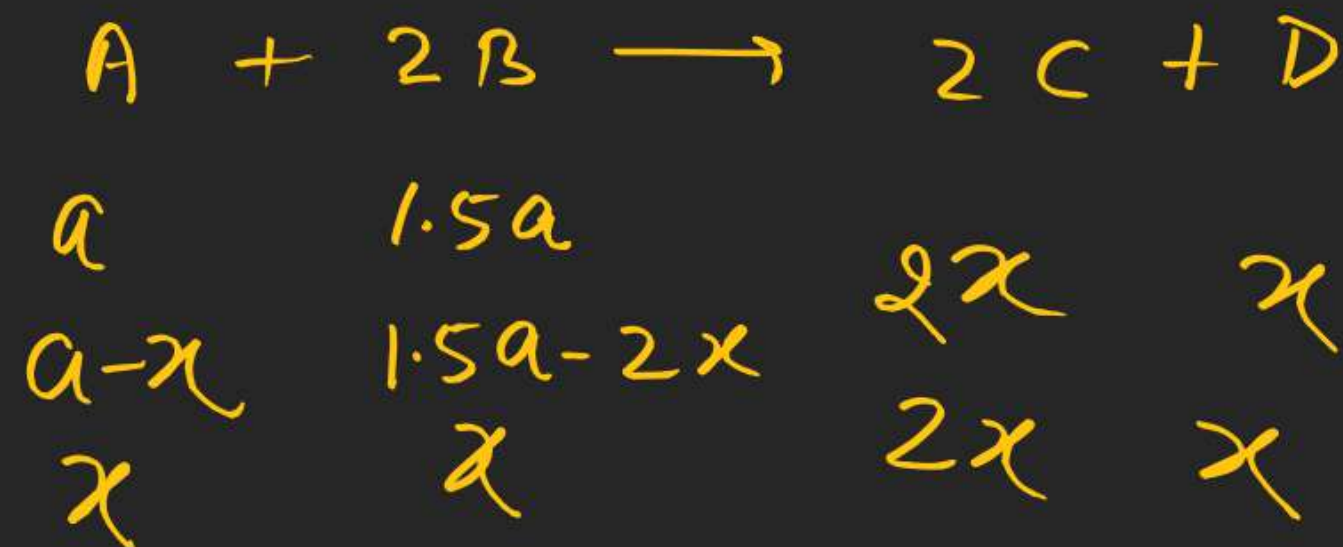 A + 2B ⟶ 2C + D
a 1.5a
2x x
a-x 1.5a-2x
x x 2x x